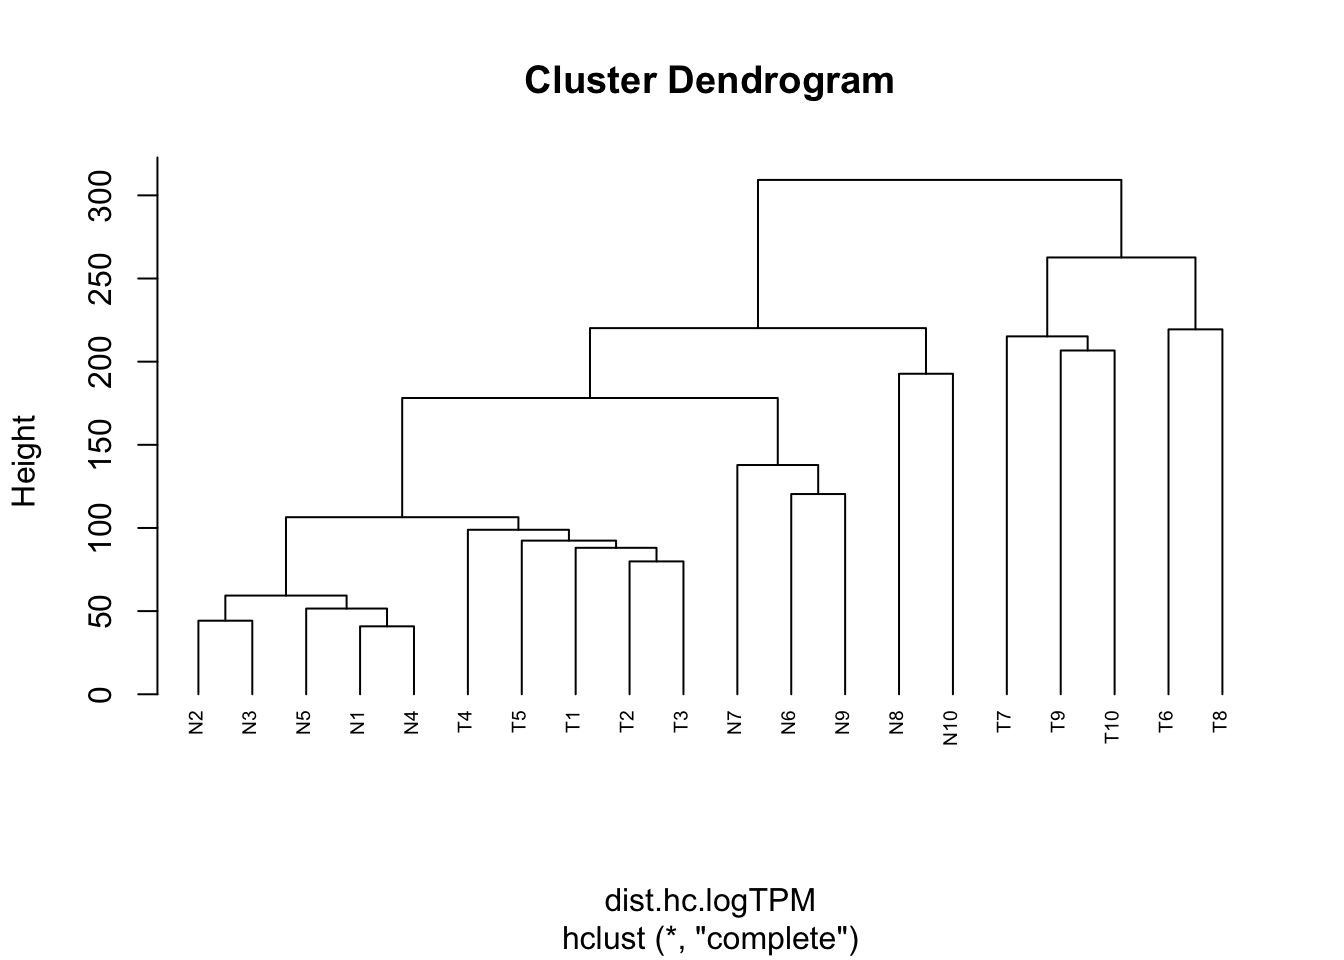 Cluster Dendrogram
Height
300
250
200
150
100
50
0
N2 N3 N5 N1 N4 T4 T5 T1 T2 T3 N7 N6 N9 N8 N10 T7 T9 T10 T6 T8
dist.hc.logTPM
hclust (*, "complete")